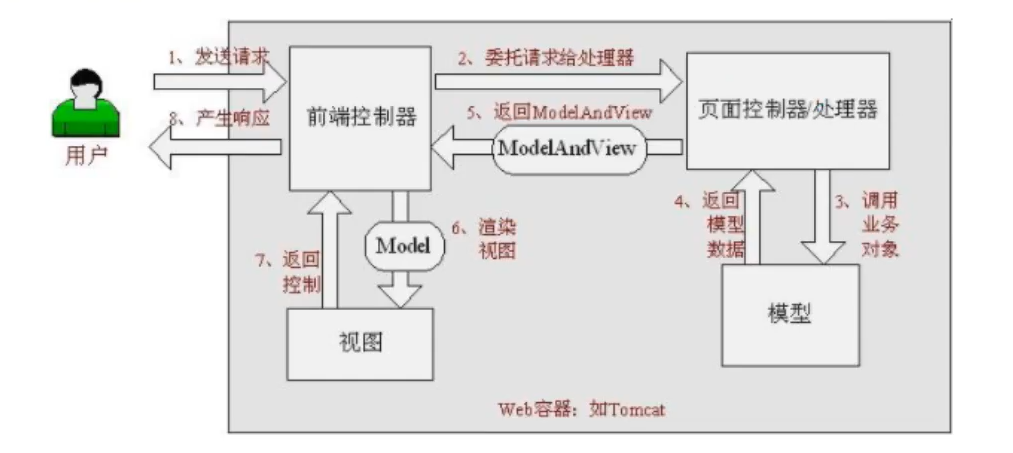 1、发送请求
2、委托请求给处理器
用户
8、产生响应
前端控制器
5、返回ModelAndView
ModelAndView
页面控制器/处理器
4、返回
模型
数据
3、调用
业务
对象
Model
6、渲染
视图
7、返回
控制
视图
模型
Web容器：如Tomcat